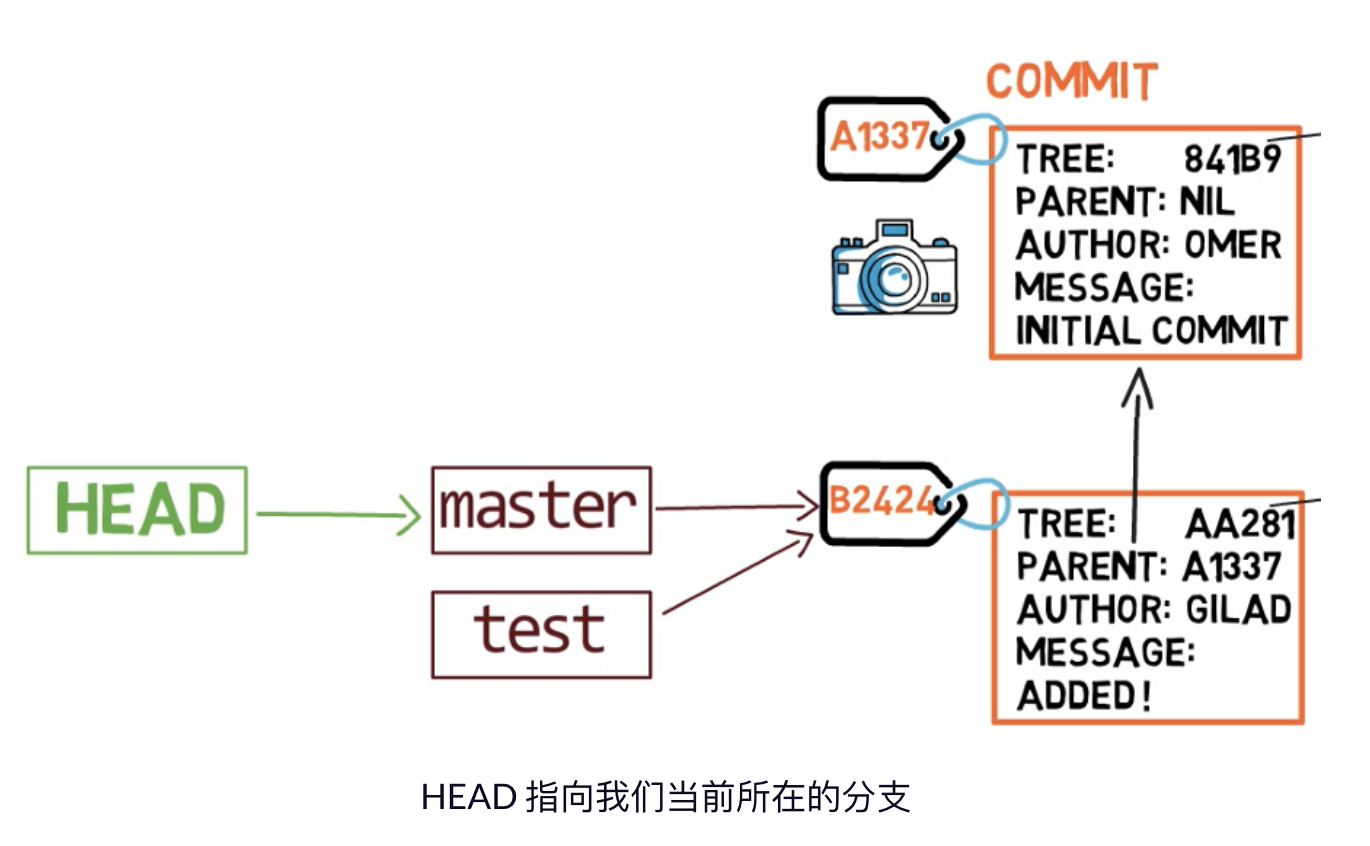 COMMIT
A1337
TREE: 841B9
PARENT: NIL
AUTHOR: OMER
MESSAGE:
INITIAL COMMIT
HEAD
master
test
B2424
TREE: AA281
PARENT: A1337
AUTHOR: GILAD
MESSAGE:
ADDED!
HEAD 指向我们当前所在的分支